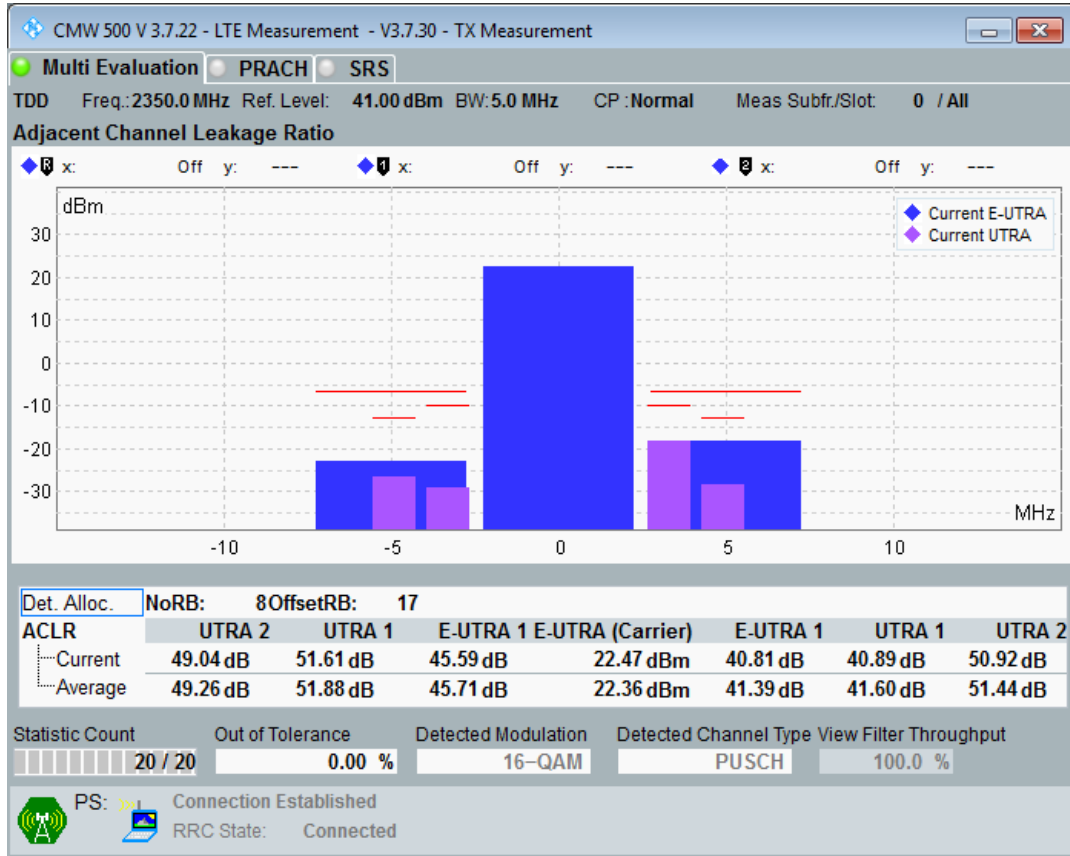 CMW 500 V 3.7.22 - LTE Measurement - V3.7.30 - TX Measurement
Multi Evaluation PRACH SRS
TDD Freq.: 2350.0 MHz Ref. Level: 41.00 dBm BW: 5.0 MHz CP : Normal Meas Subfr./Slot: 0 / All
Adjacent Channel Leakage Ratio
R x: Off y: --- 1 x: Off y: --- 2 x: Off y: ---
dBm
Current E-UTRA
Current UTRA
30
20
10
0
-10
-20
-30
MHz
-10 -5 0 5 10
Det. Alloc. NoRB: 8 OffsetRB: 17
ACLR UTRA 2 UTRA 1 E-UTRA 1 E-UTRA (Carrier) E-UTRA 1 UTRA 1 UTRA 2
Current 49.04 dB 51.61 dB 45.59 dB 22.47 dBm 40.81 dB 40.89 dB 50.92 dB
Average 49.26 dB 51.88 dB 45.71 dB 22.36 dBm 41.39 dB 41.60 dB 51.44 dB
Statistic Count Out of Tolerance Detected Modulation Detected Channel Type View Filter Throughput
20 / 20 0.00 % 16-QAM PUSCH 100.0 %
PS: Connection Established
RRC State: Connected